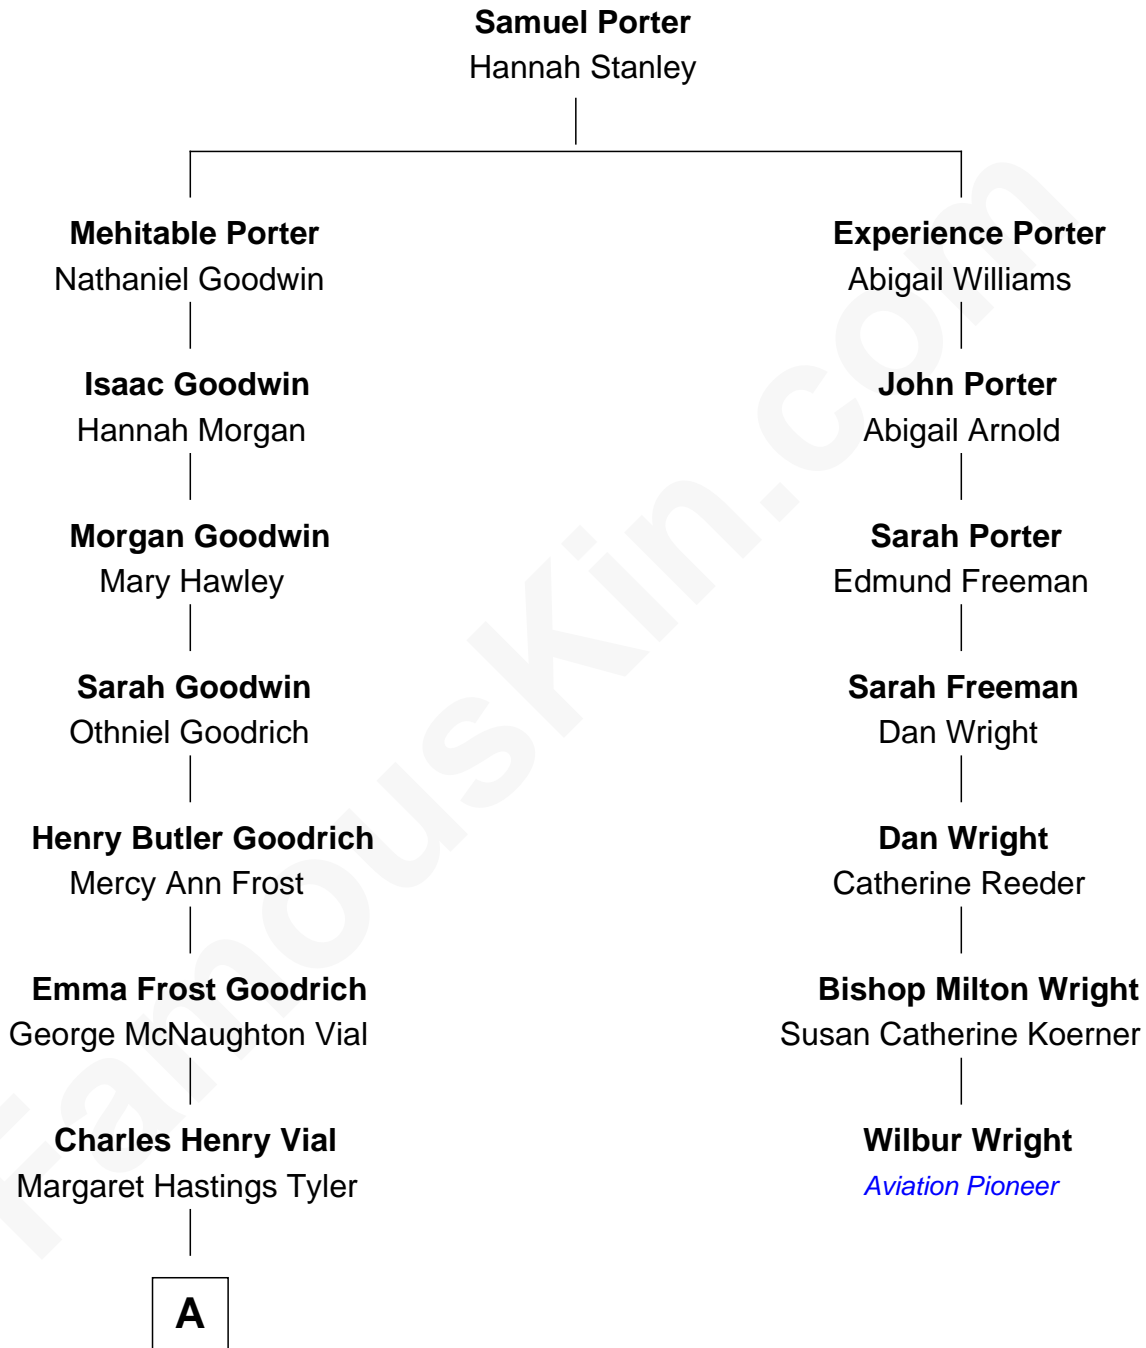 Samuel Porter
Hannah Stanley
Mehitable Porter
Nathaniel Goodwin
Isaac Goodwin
Hannah Morgan
Morgan Goodwin
Mary Hawley
Sarah Goodwin
Othniel Goodrich
Henry Butler Goodrich
Mercy Ann Frost
Emma Frost Goodrich
George McNaughton Vial
Charles Henry Vial
Margaret Hastings Tyler
A
Experience Porter
Abigail Williams
John Porter
Abigail Arnold
Sarah Porter
Edmund Freeman
Sarah Freeman
Dan Wright
Dan Wright
Catherine Reeder
Bishop Milton Wright
Susan Catherine Koerner
Wilbur Wright
Aviation Pioneer
FamousKin.com